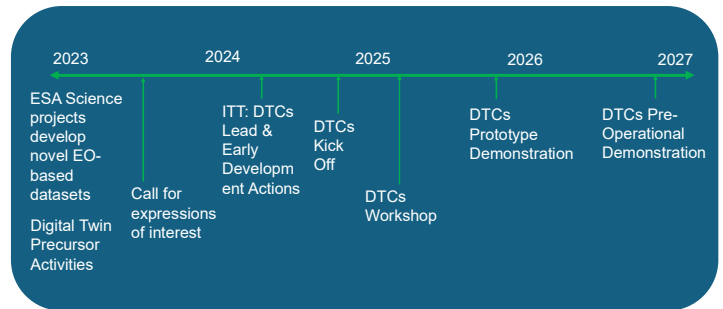 2023
2024
2025
2026
2027
ESA Science
projects
develop
novel EO-
based
datasets
Digital Twin
Precursor
Activities
Call for
expressions
of interest
ITT: DTCs
Lead &
Early
Developm
ent Actions
DTCs
Kick
Off
DTCs
Workshop
DTCs
Prototype
Demonstration
DTCs Pre-
Operational
Demonstration